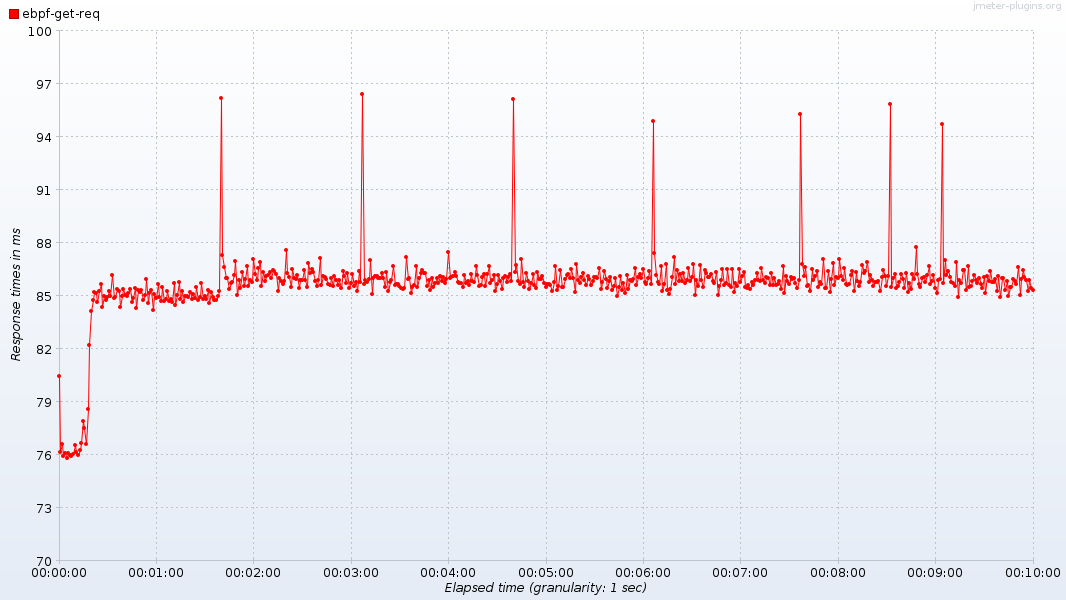 jmeter-plugins.org
ebpf-get-req
100
97
94
91
88
85
82
79
76
73
70
Response times in ms
00:00:00 00:01:00 00:02:00 00:03:00 00:04:00 00:05:00 00:06:00 00:07:00 00:08:00 00:09:00 00:10:00
Elapsed time (granularity: 1 sec)